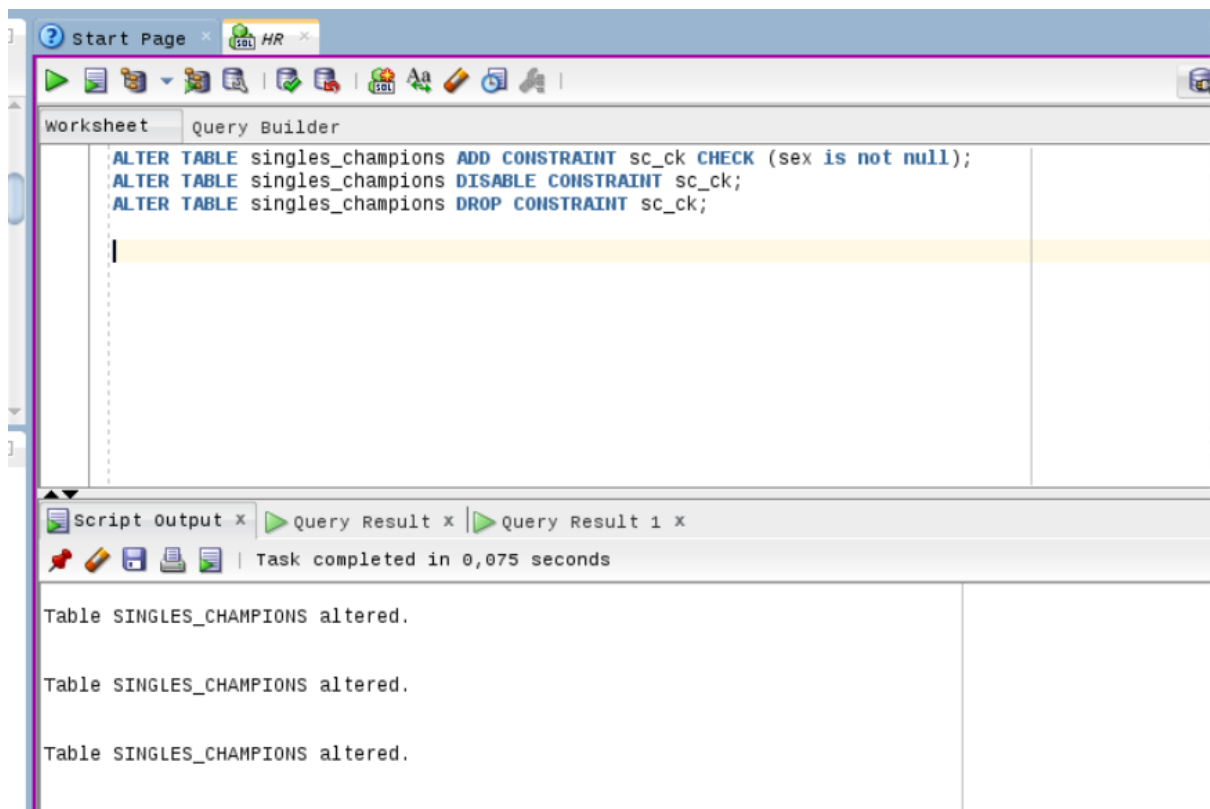 Start Page
HR
Worksheet Query Builder
ALTER TABLE singles_champions ADD CONSTRAINT sc_ck CHECK (sex is not null);
ALTER TABLE singles_champions DISABLE CONSTRAINT sc_ck;
ALTER TABLE singles_champions DROP CONSTRAINT sc_ck;
Script Output x Query Result x Query Result 1 x
Task completed in 0,075 seconds
Table SINGLES_CHAMPIONS altered.
Table SINGLES_CHAMPIONS altered.
Table SINGLES_CHAMPIONS altered.